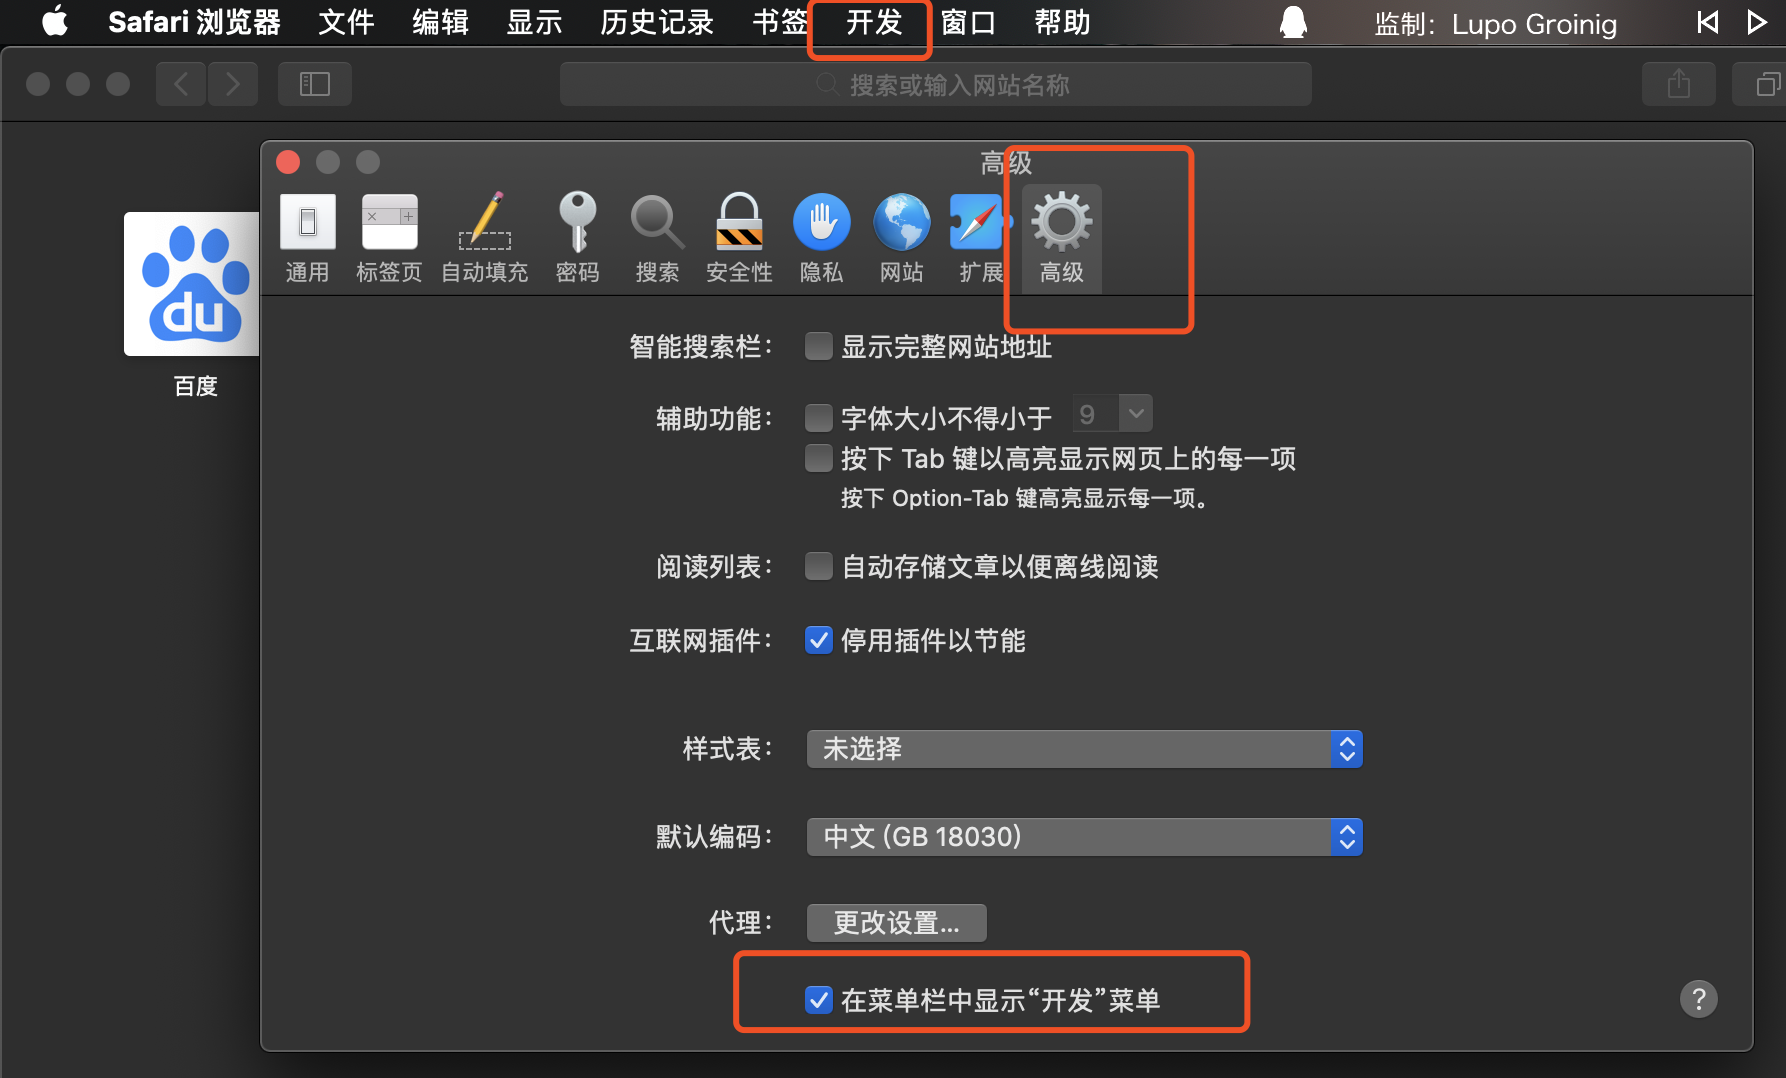 Safari 浏览器 文件 编辑 显示 历史记录 书签 开发 窗口 帮助 监制：Lupo Groinig
搜索或输入网站名称
高级
通用 标签页 自动填充 密码 搜索 安全性 隐私 网站 扩展 高级
du
百度
智能搜索栏： 显示完整网站地址
辅助功能： 字体大小不得小于 9
按下 Tab 键以高亮显示网页上的每一项
按下 Option-Tab 键高亮显示每一项。
阅读列表： 自动存储文章以便离线阅读
互联网插件： 停用插件以节能
样式表： 未选择
默认编码： 中文 (GB 18030)
代理： 更改设置...
在菜单栏中显示“开发”菜单
?